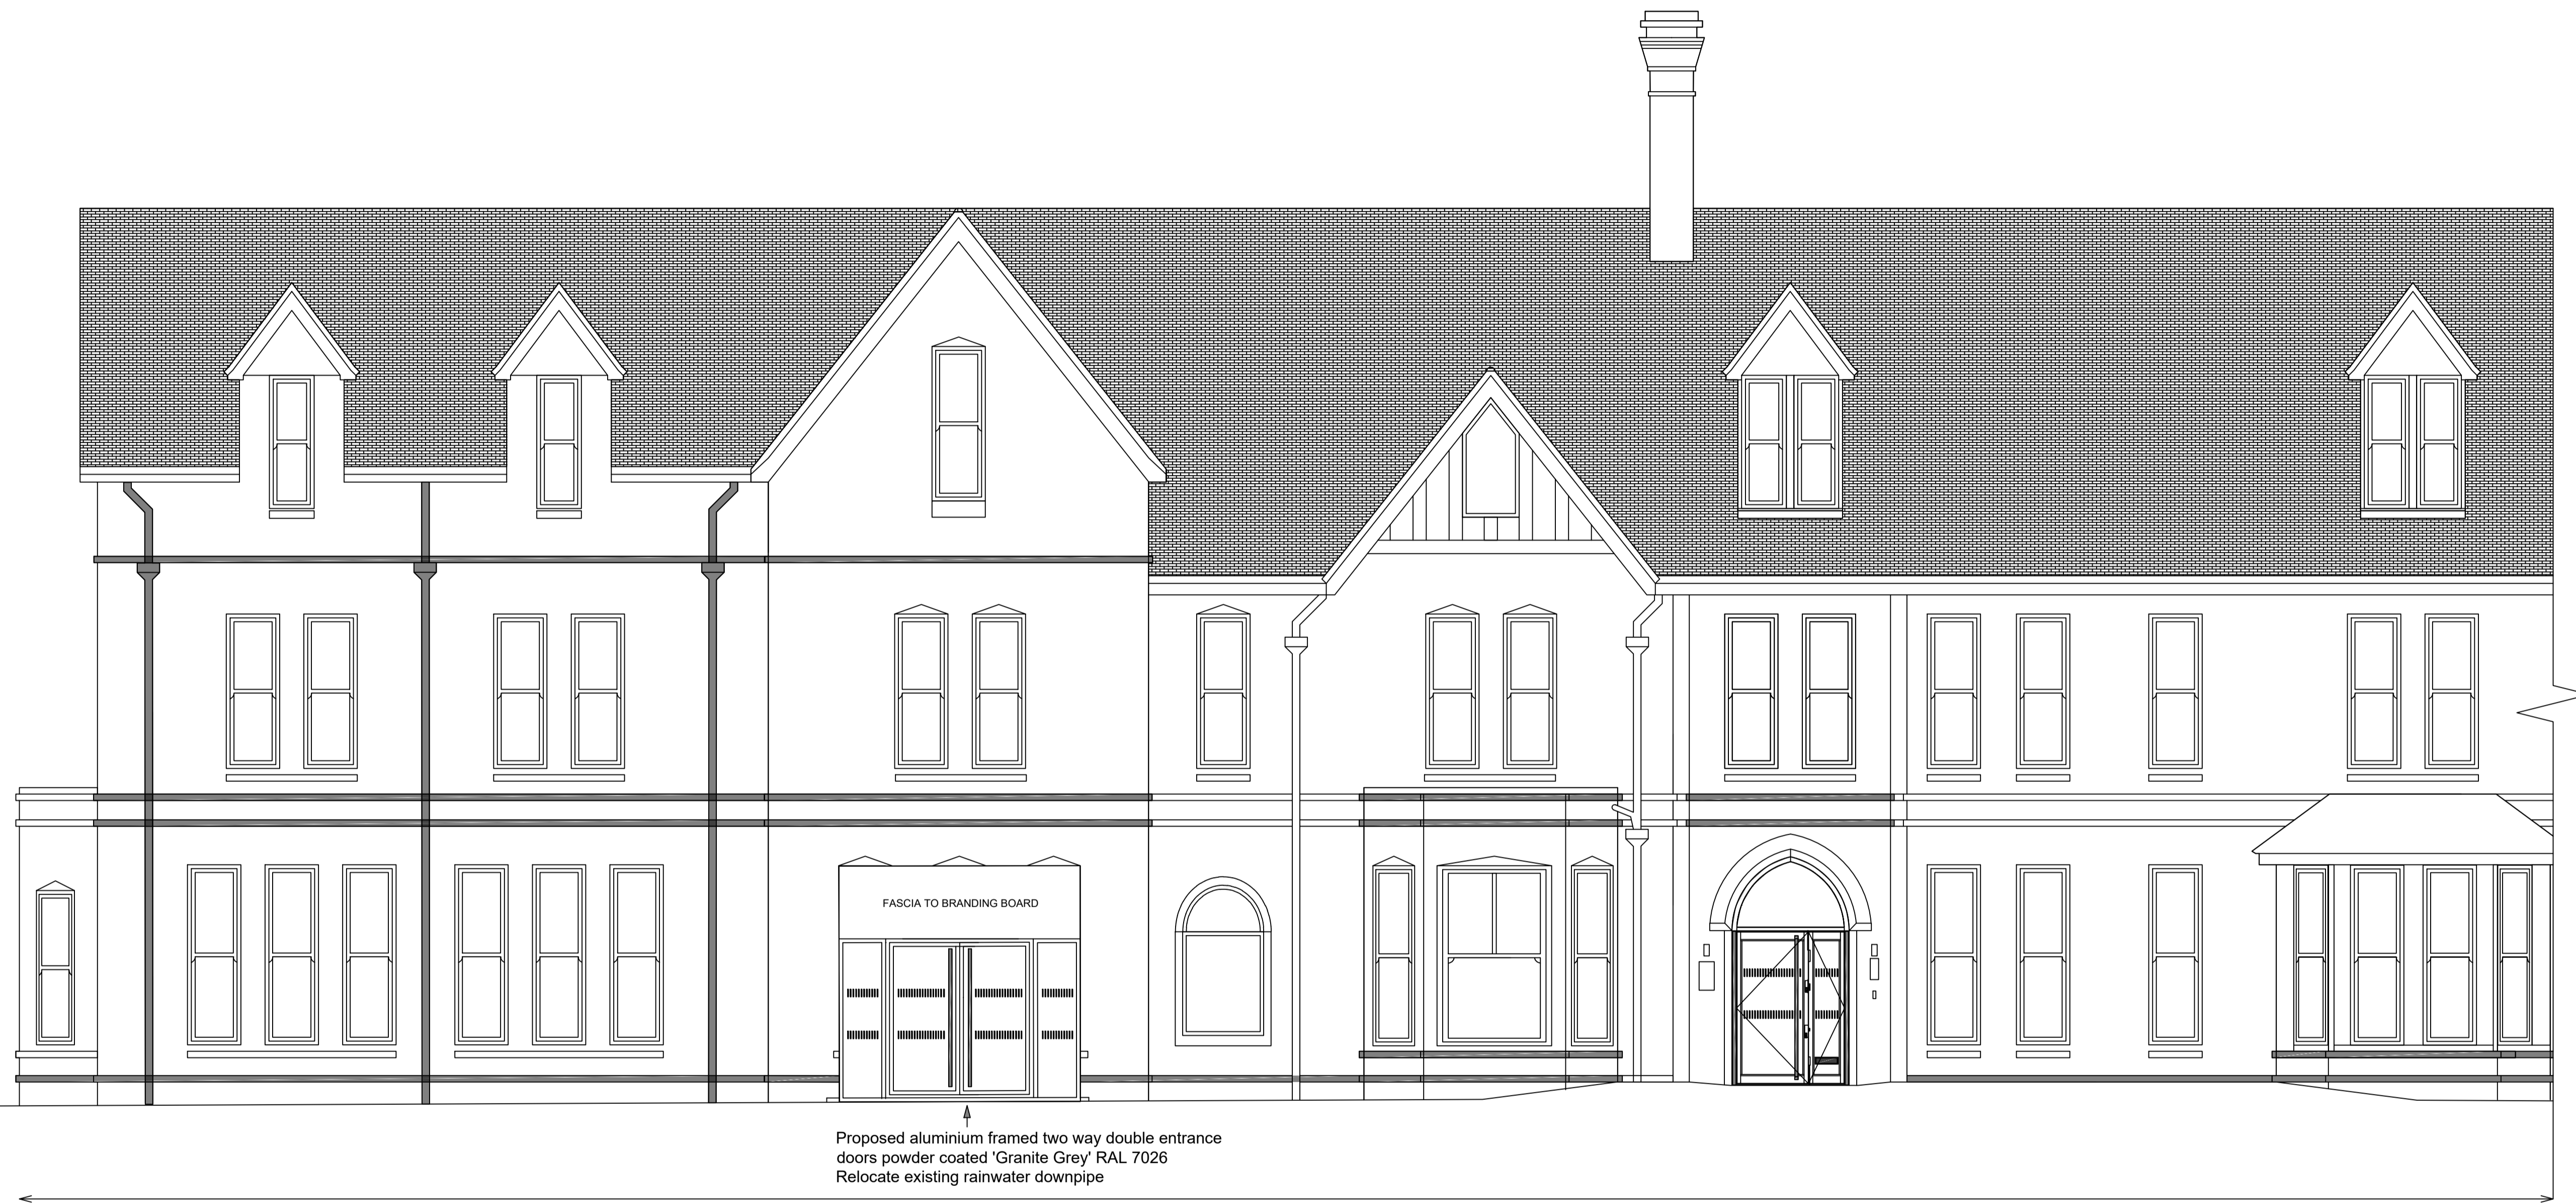 FASCIA TO BRANDING BOARD
Proposed aluminium framed two way double entrance
doors powder coated 'Granite Grey' RAL 7026
Relocate existing rainwater downpipe